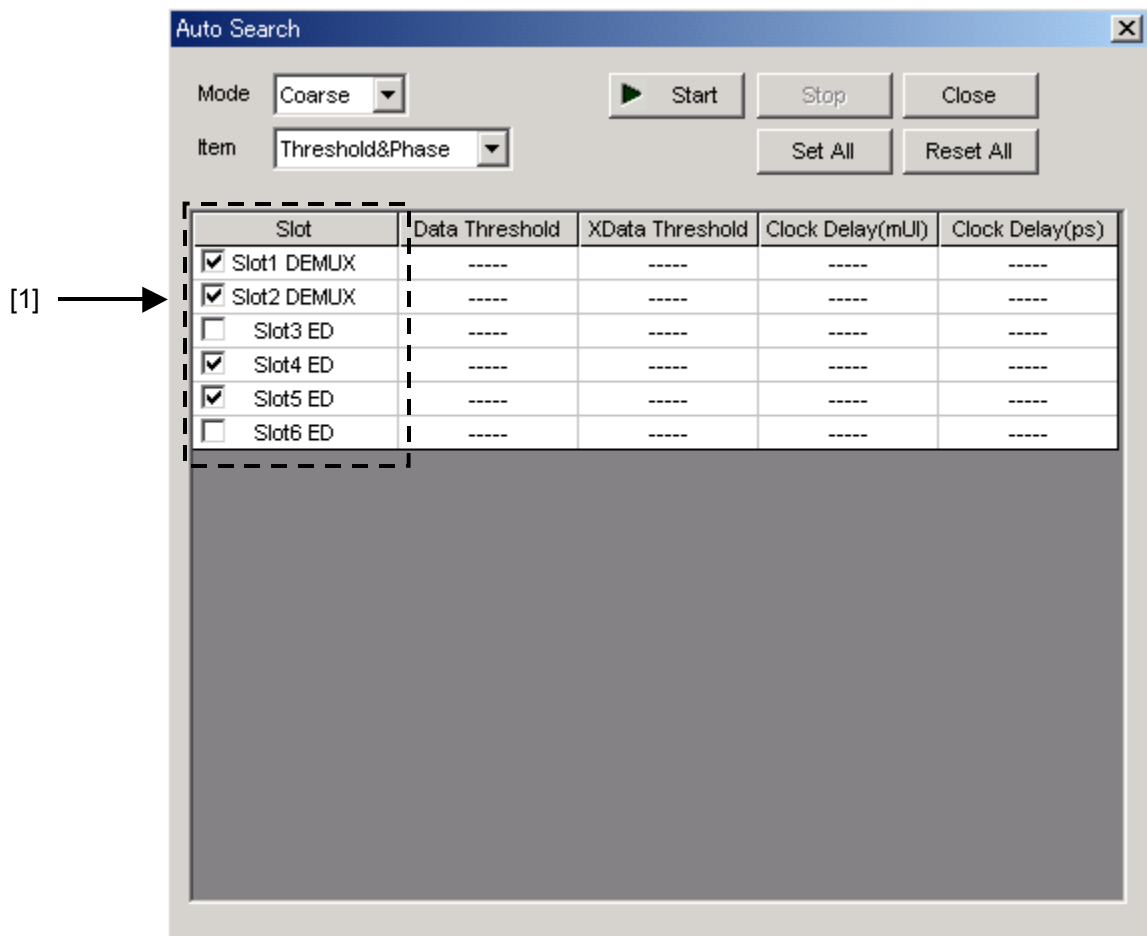 Auto Search
Mode Coarse Start Stop Close
Item Threshold&Phase Set All Reset All
Slot Data Threshold XData Threshold Clock Delay(mUI) Clock Delay(ps)
Slot1 DEMUX ----- ----- ----- -----
[1] Slot2 DEMUX ----- ----- ----- -----
Slot3 ED ----- ----- ----- -----
Slot4 ED ----- ----- ----- -----
Slot5 ED ----- ----- ----- -----
Slot6 ED ----- ----- ----- -----